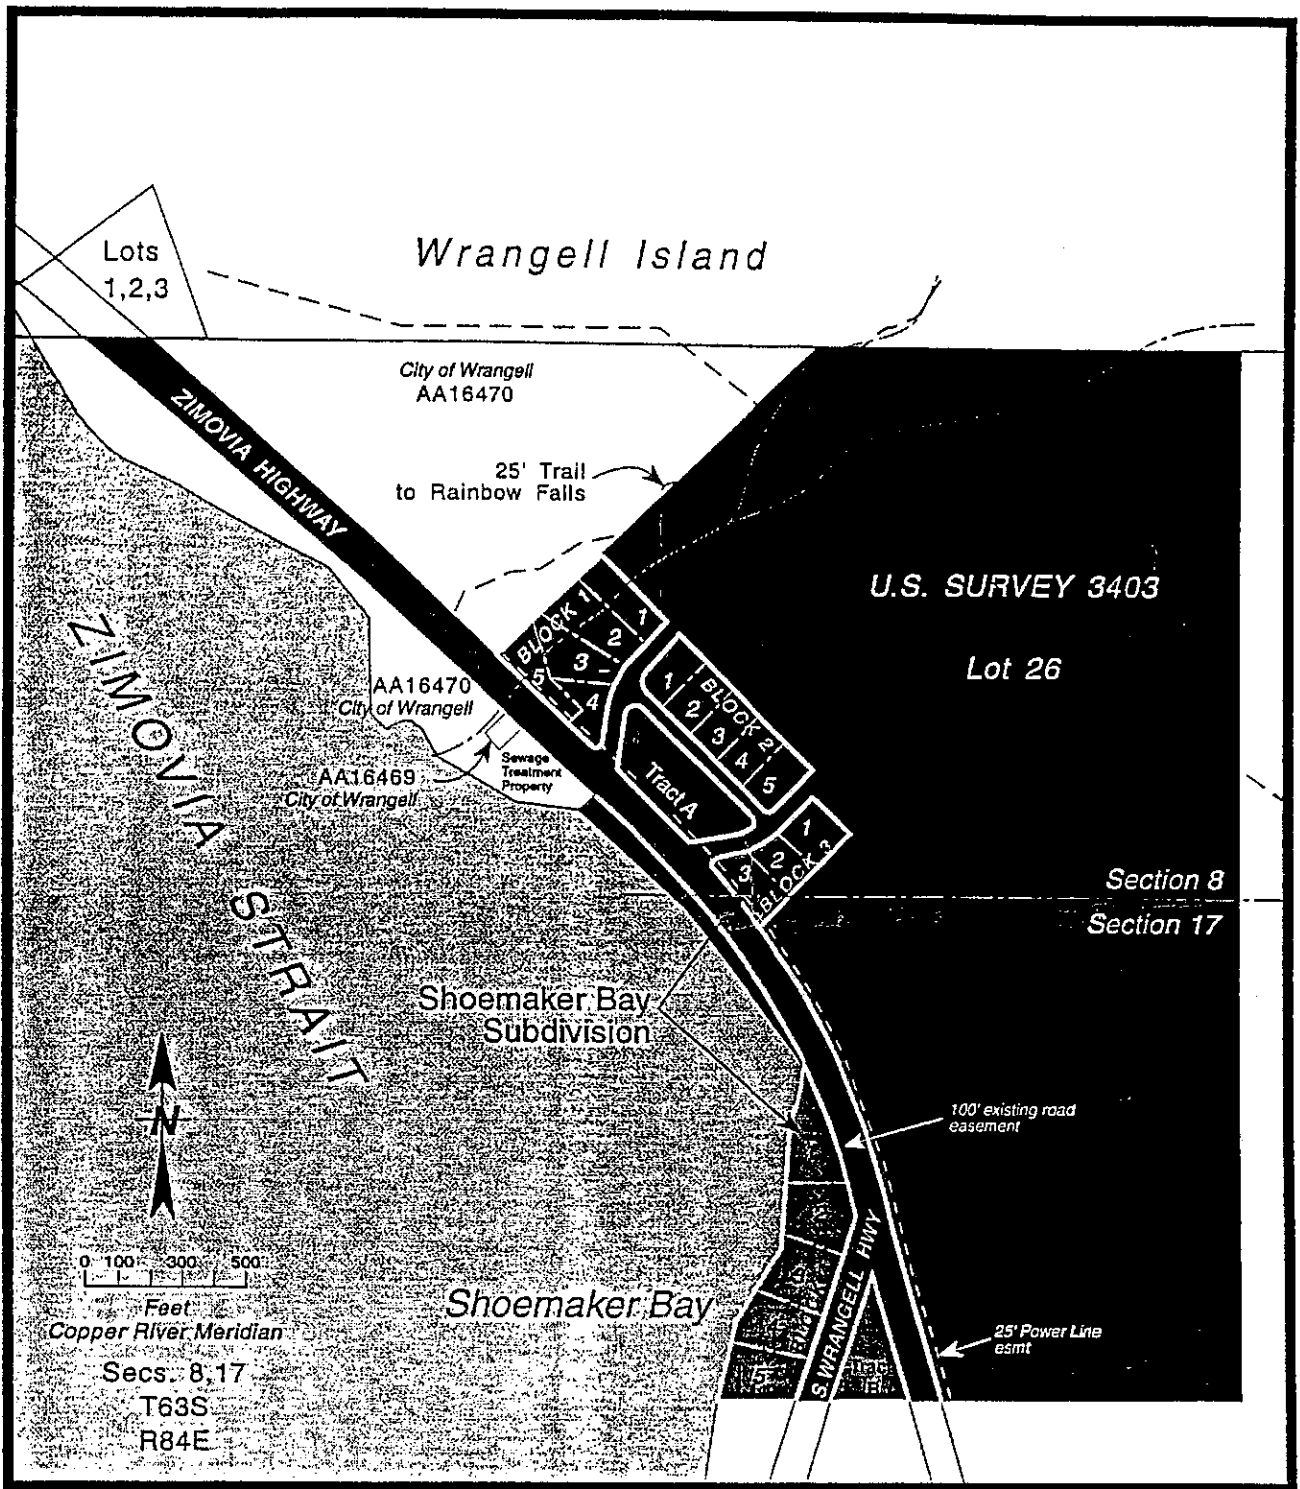 Wrangell Island
Lots
1,2,3
City of Wrangell
AA16470
ZIMOVIA HIGHWAY
25' Trail
to Rainbow Falls
U.S. SURVEY 3403
Lot 26
BLOCK 1
1
2
3
4
5
BLOCK 2
1
2
3
4
5
Tract A
BLOCK 3
1
2
3
AA16470
City of Wrangell
AA16469
City of Wrangell
Sewage
Treatment
Property
ZIMOVIA STRAIT
Section 8
Section 17
Shoemaker Bay
Subdivision
N
100' existing road
easement
S. WRANGELL HWY
BLOCK
5
25' Power Line
esmt
Shoemaker Bay
0 100 300 500
Feet
Copper River Meridian
Secs. 8,17
T63S
R84E